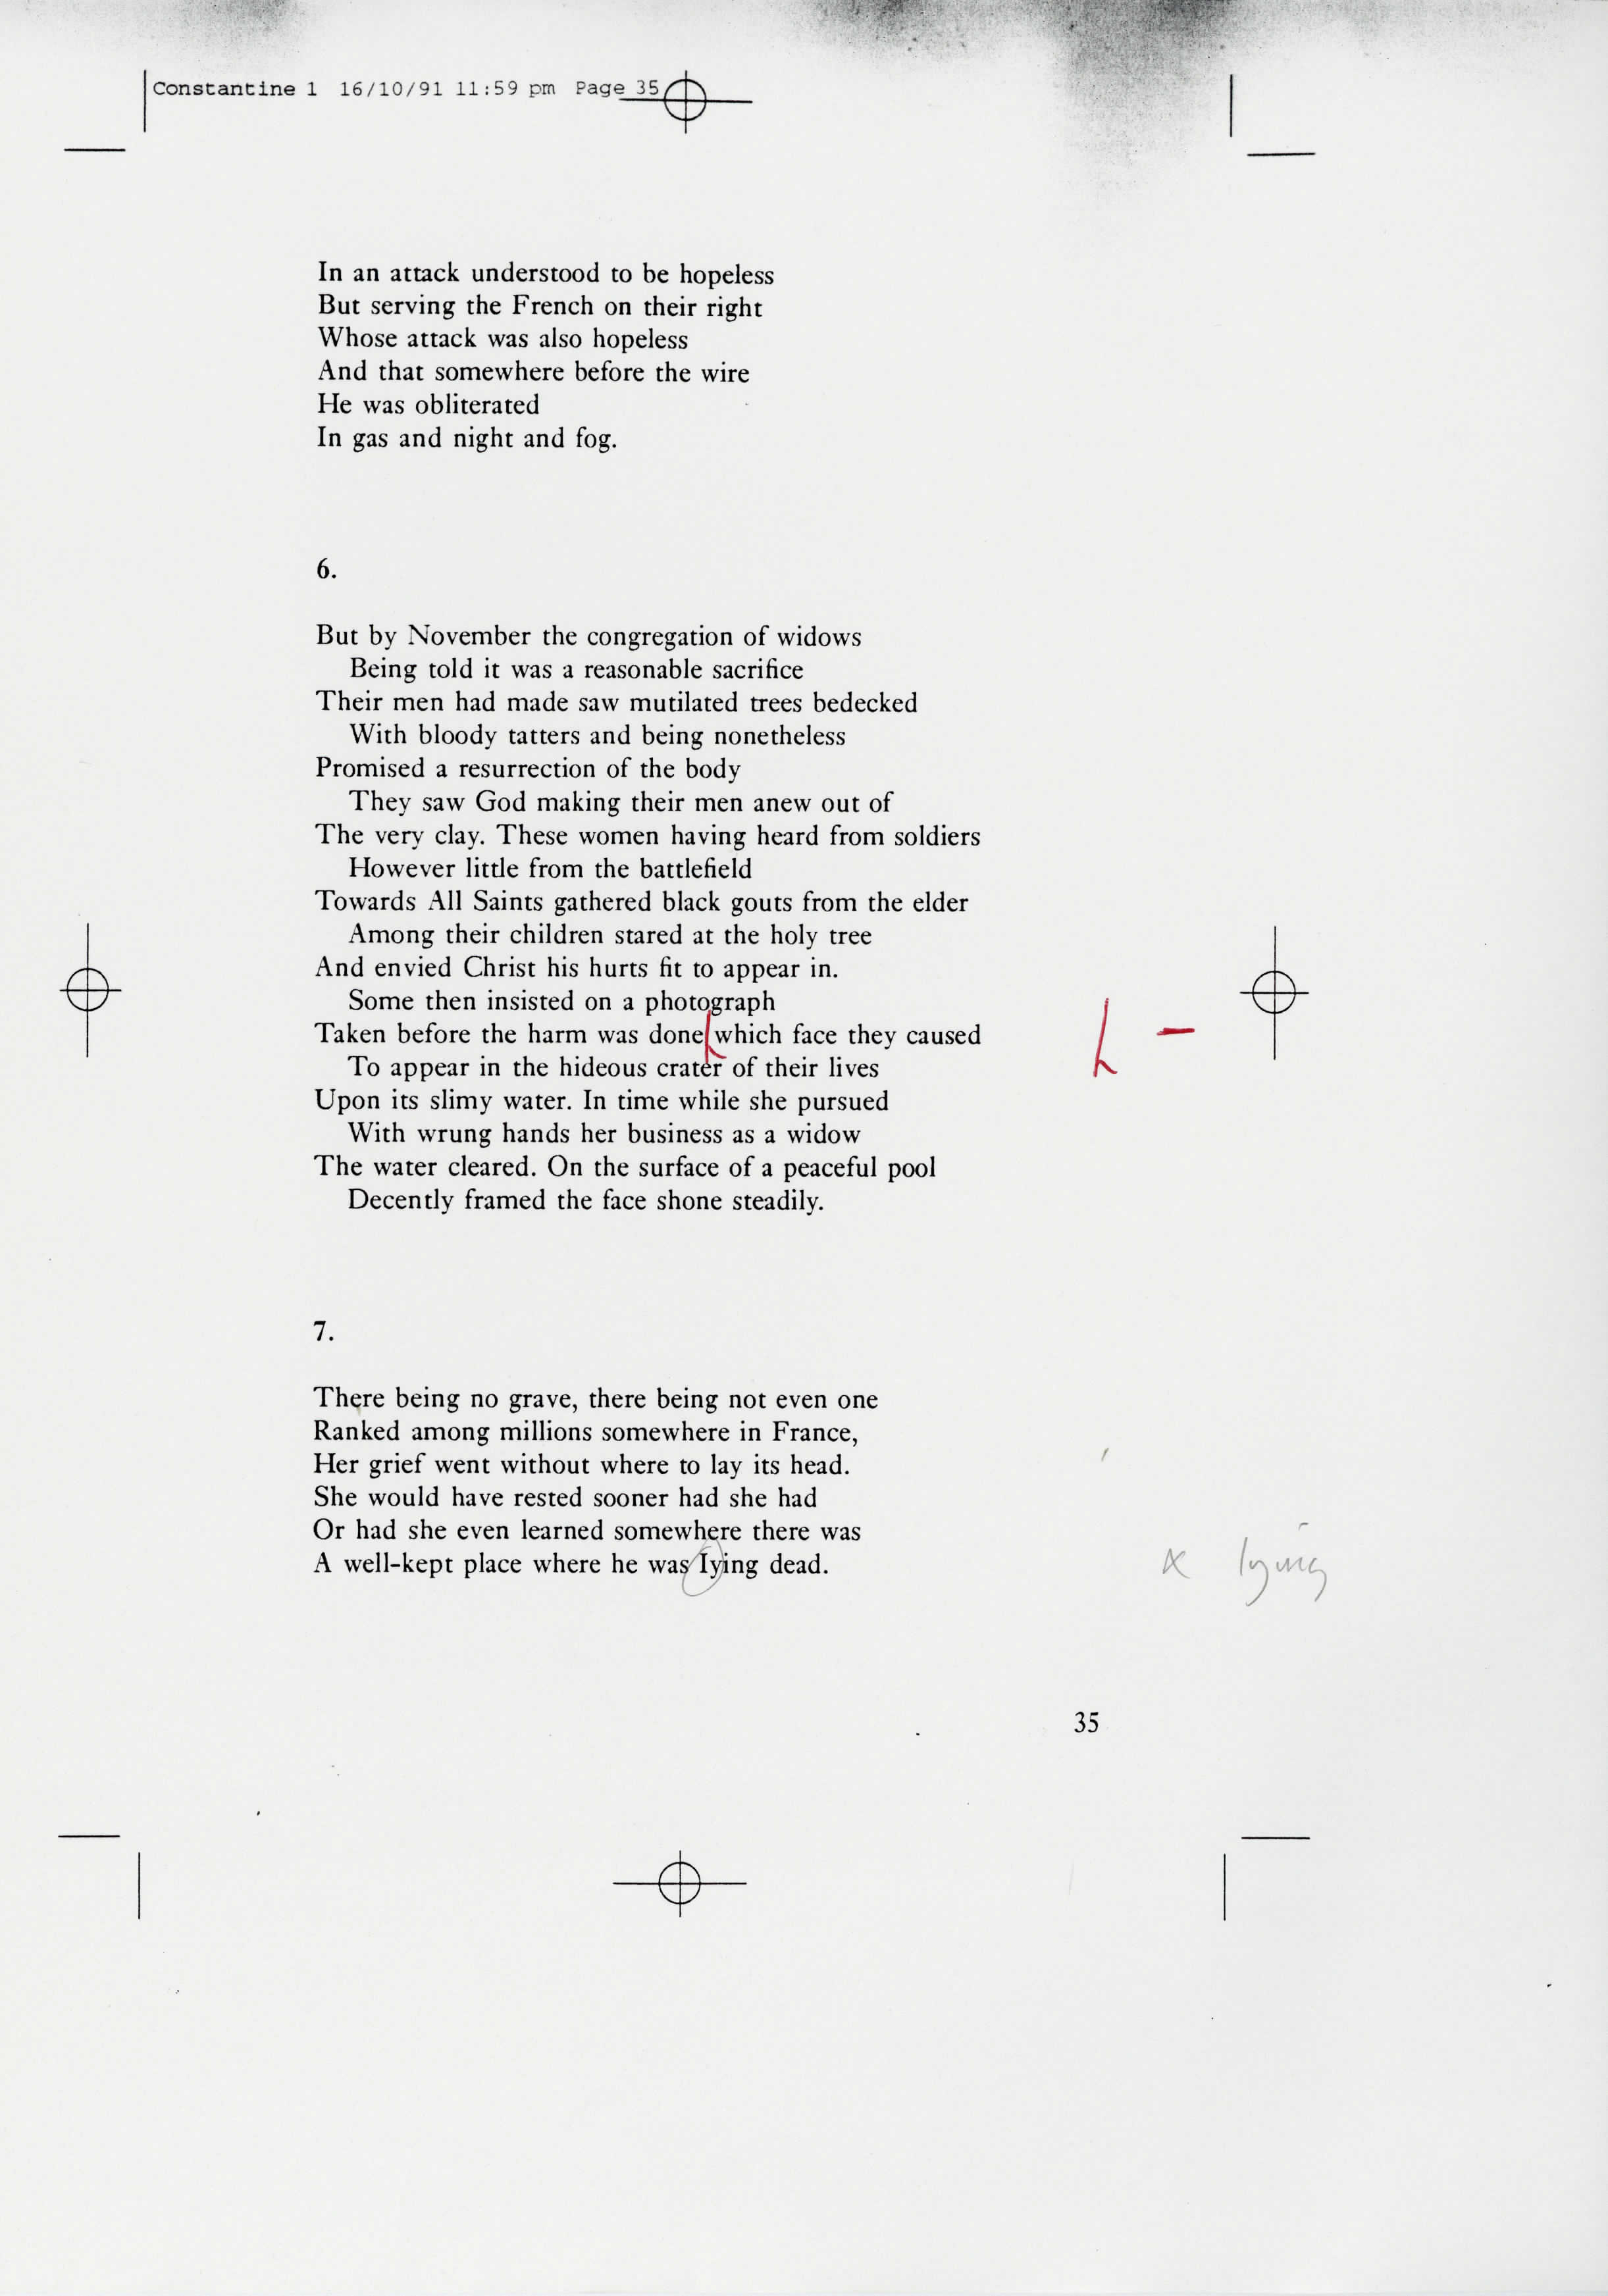 Constantine 1 16/10/91 11:59 pm Page 35
In an attack understood to be hopeless
But serving the French on their right
Whose attack was also hopeless
And that somewhere before the wire
He was obliterated
In gas and night and fog.
6.
But by November the congregation of widows
Being told it was a reasonable sacrifice
Their men had made saw mutilated trees bedecked
With bloody tatters and being nonetheless
Promised a resurrection of the body
They saw God making their men anew out of
The very clay. These women having heard from soldiers
However little from the battlefield
Towards All Saints gathered black gouts from the elder
Among their children stared at the holy tree
And envied Christ his hurts fit to appear in.
Some then insisted on a photograph
Taken before the harm was done which face they caused
To appear in the hideous crater of their lives
Upon its slimy water. In time while she pursued
With wrung hands her business as a widow
The water cleared. On the surface of a peaceful pool
Decently framed the face shone steadily.
7.
There being no grave, there being not even one
Ranked among millions somewhere in France,
Her grief went without where to lay its head.
She would have rested sooner had she had
Or had she even learned somewhere there was
A well-kept place where he was Iying dead.
x lying
35